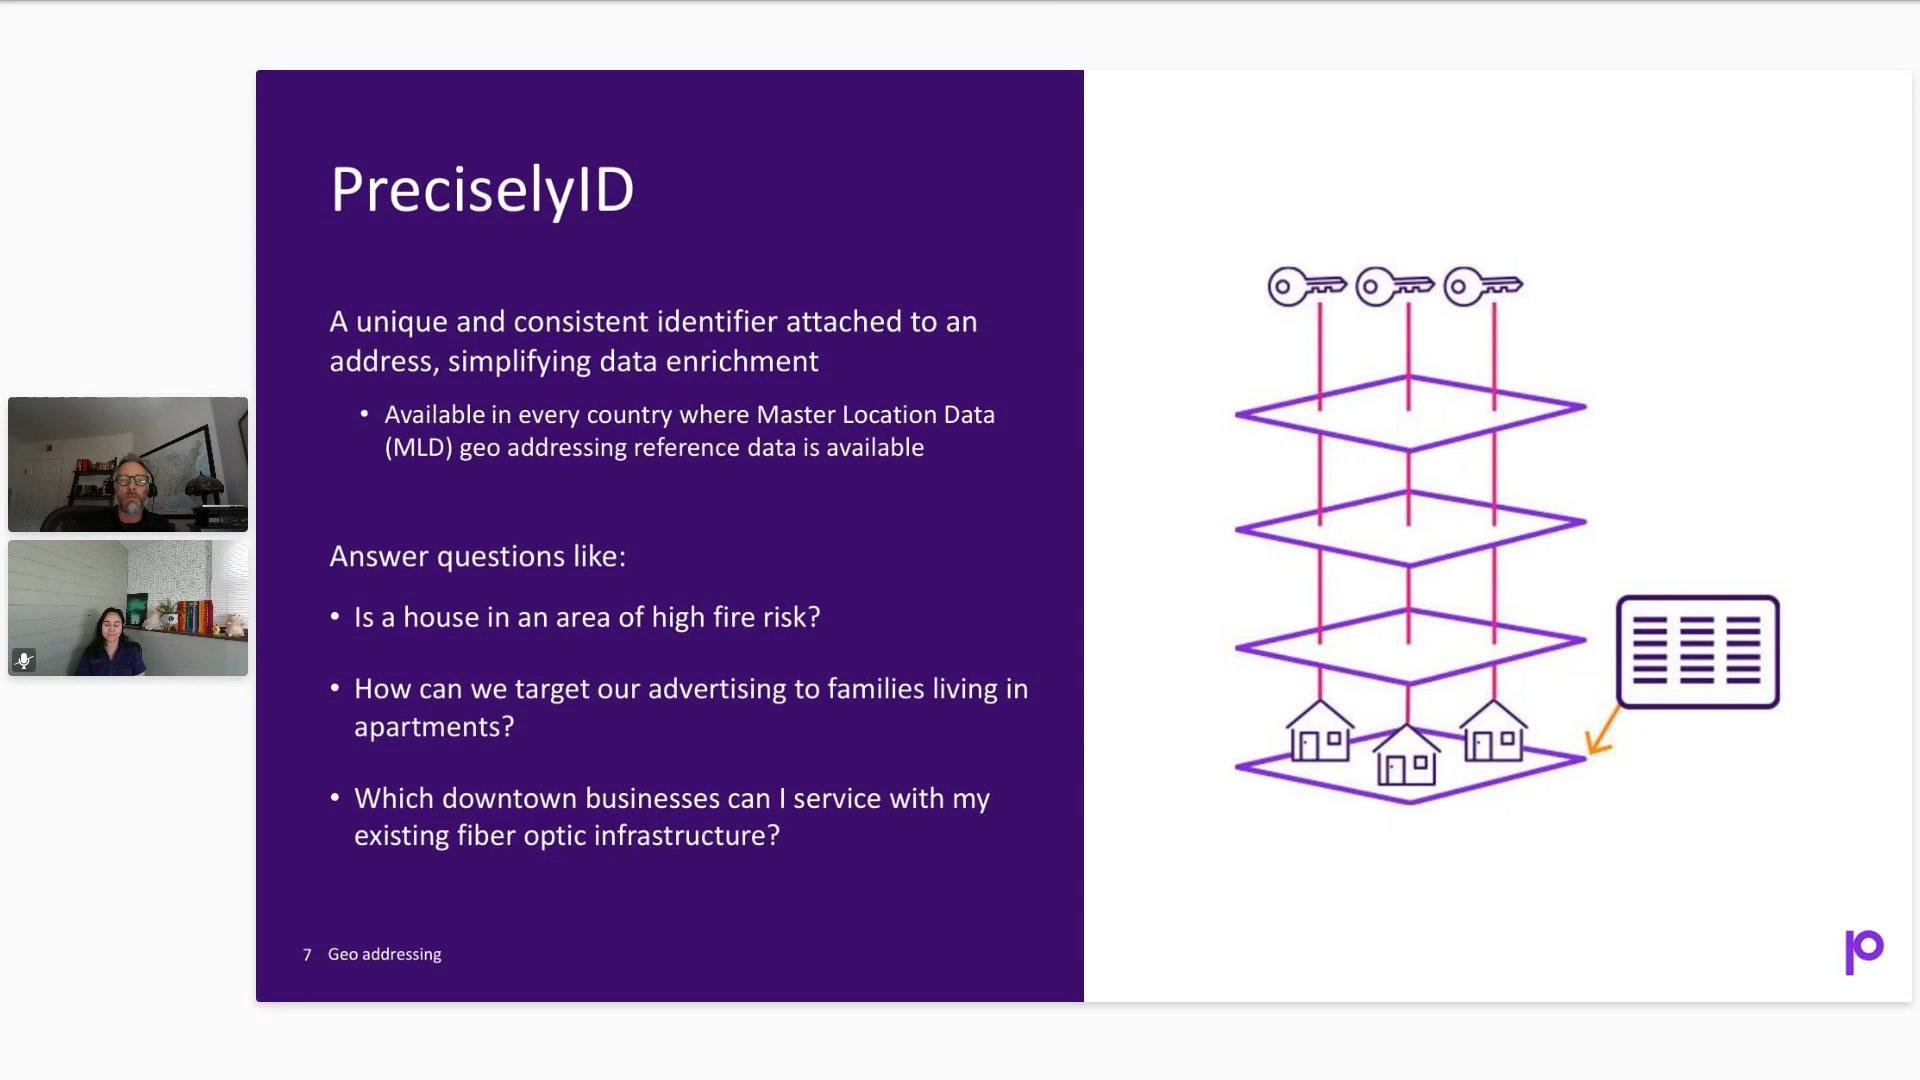 PreciselyID
A unique and consistent identifier attached to an
address, simplifying data enrichment
• Available in every country where Master Location Data
(MLD) geo addressing reference data is available
Answer questions like:
• Is a house in an area of high fire risk?
• How can we target our advertising to families living in
apartments?
• Which downtown businesses can I service with my
existing fiber optic infrastructure?
7 Geo addressing